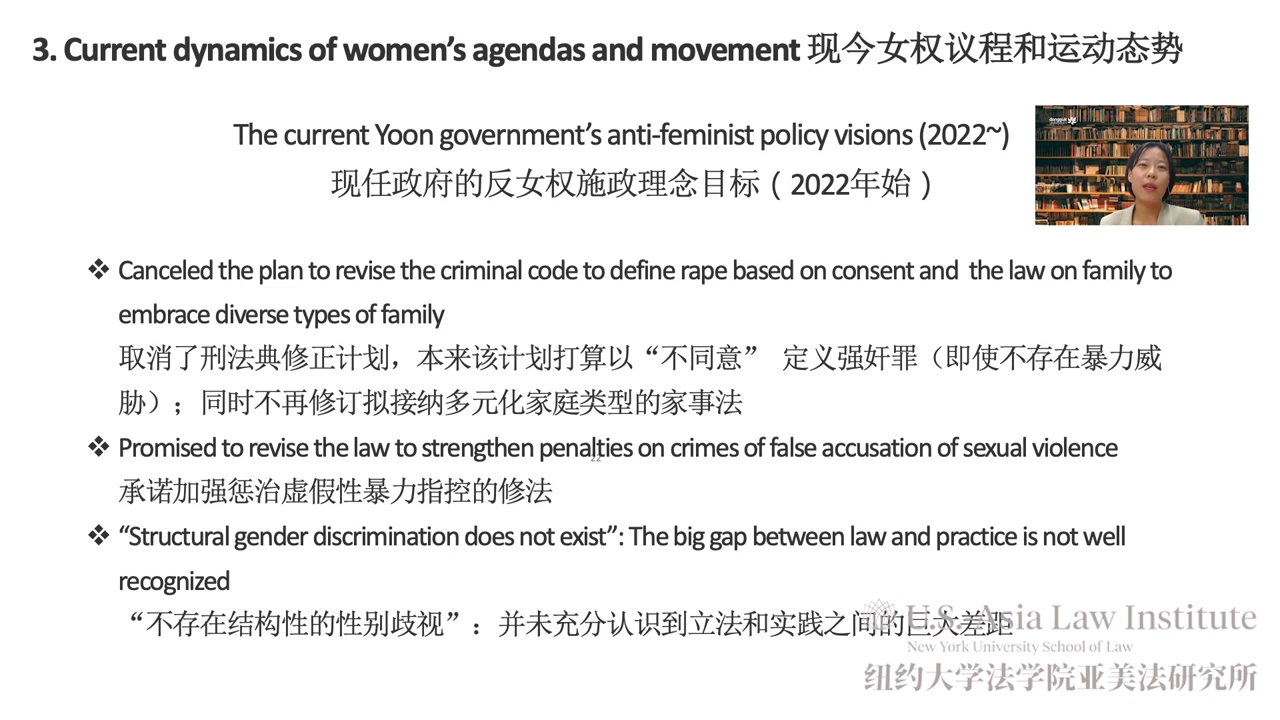 3. Current dynamics of women’s agendas and movement 现今女权议程和运动态势
The current Yoon government’s anti-feminist policy visions (2022~)
现任政府的反女权施政理念目标（2022年始）
❖ Canceled the plan to revise the criminal code to define rape based on consent and the law on family to
embrace diverse types of family
取消了刑法典修正计划，本来该计划打算以“不同意” 定义强奸罪（即使不存在暴力威
胁）；同时不再修订拟接纳多元化家庭类型的家事法
❖ Promised to revise the law to strengthen penalties on crimes of false accusation of sexual violence
22
承诺加强惩治虚假性暴力指控的修法
❖ “Structural gender discrimination does not exist”: The big gap between law and practice is not well
recognized
“不存在结构性的性别歧视”：并未充分认识到立法和实践之间的巨大差距
U.S. Asia Law Institute
New York University School of Law
纽约大学法学院亚美法研究所